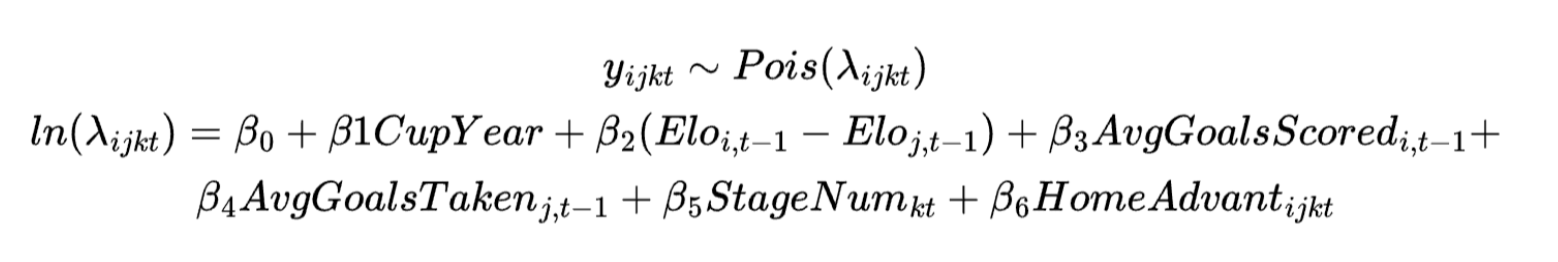 y_{ijkt} ∼ Pois(λ_{ijkt})
ln(λ_{ijkt}) = β_0 + β1CupYear + β_2(Elo_{i,t−1} − Elo_{j,t−1}) + β_3AvgGoalsScored_{i,t−1}+
β_4AvgGoalsTaken_{j,t−1} + β_5StageNum_{kt} + β_6HomeAdvant_{ijkt}